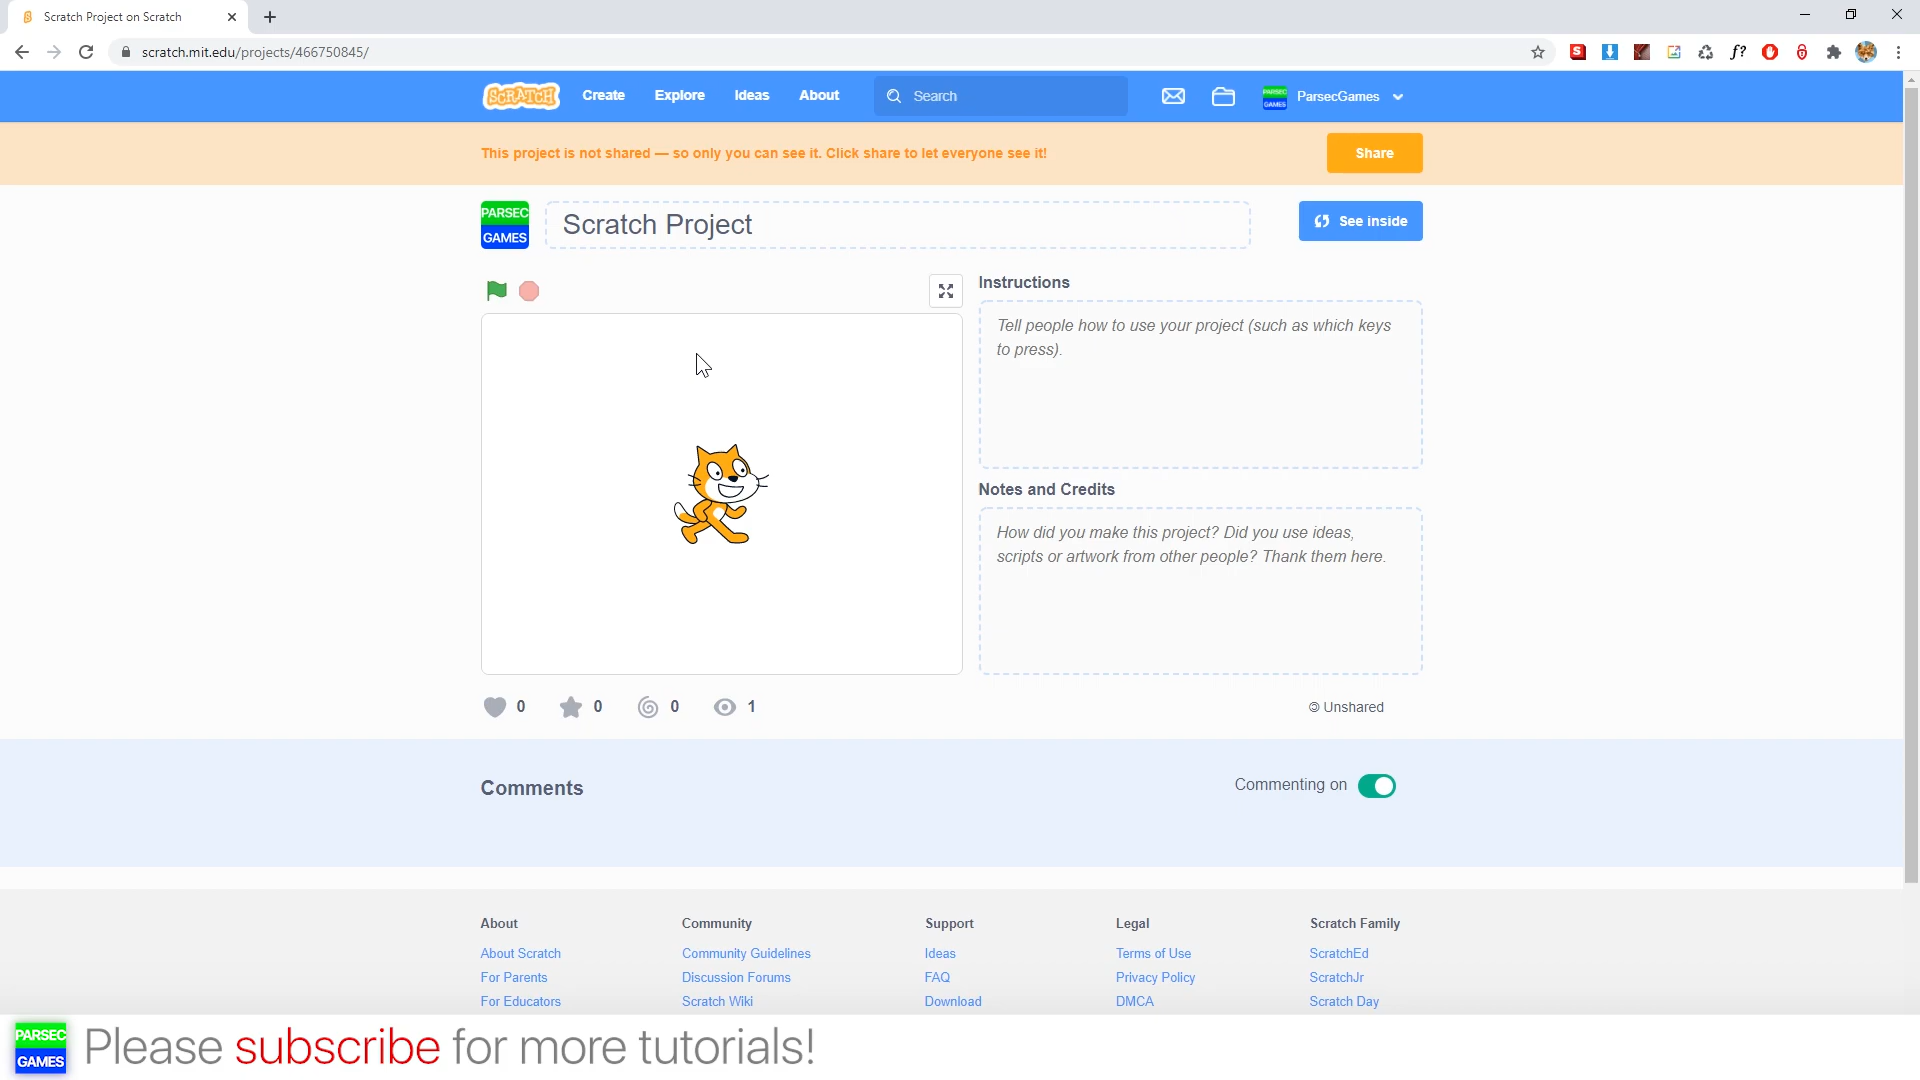 Scratch Project on Scratch
scratch.mit.edu/projects/466750845/
SCRATCH Create Explore Ideas About Search PARSEC GAMES ParsecGames
This project is not shared — so only you can see it. Click share to let everyone see it! Share
PARSEC
GAMES
Scratch Project
See inside
Instructions
Tell people how to use your project (such as which keys
to press).
Notes and Credits
How did you make this project? Did you use ideas,
scripts or artwork from other people? Thank them here.
0 0 0 1
Unshared
Comments
Commenting on
About Community Support Legal Scratch Family
About Scratch Community Guidelines Ideas Terms of Use ScratchEd
For Parents Discussion Forums FAQ Privacy Policy ScratchJr
For Educators Scratch Wiki Download DMCA Scratch Day
PARSEC
GAMES
Please subscribe for more tutorials!